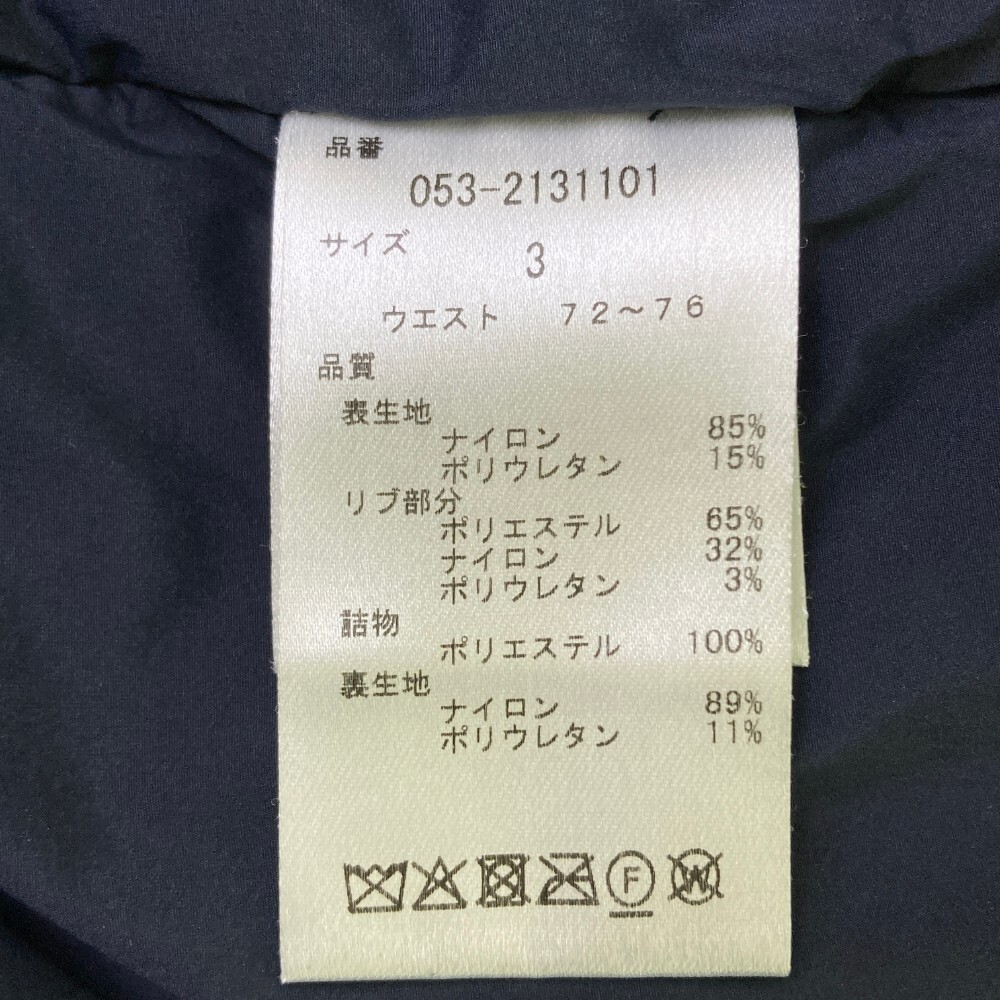 品番
053-2131101
サイズ 3
ウエスト 72～76
品質
表生地
ナイロン 85%
ポリウレタン 15%
リブ部分
ポリエステル 65%
ナイロン 32%
ポリウレタン 3%
詰物
ポリエステル 100%
裏生地
ナイロン 89%
ポリウレタン 11%
F W